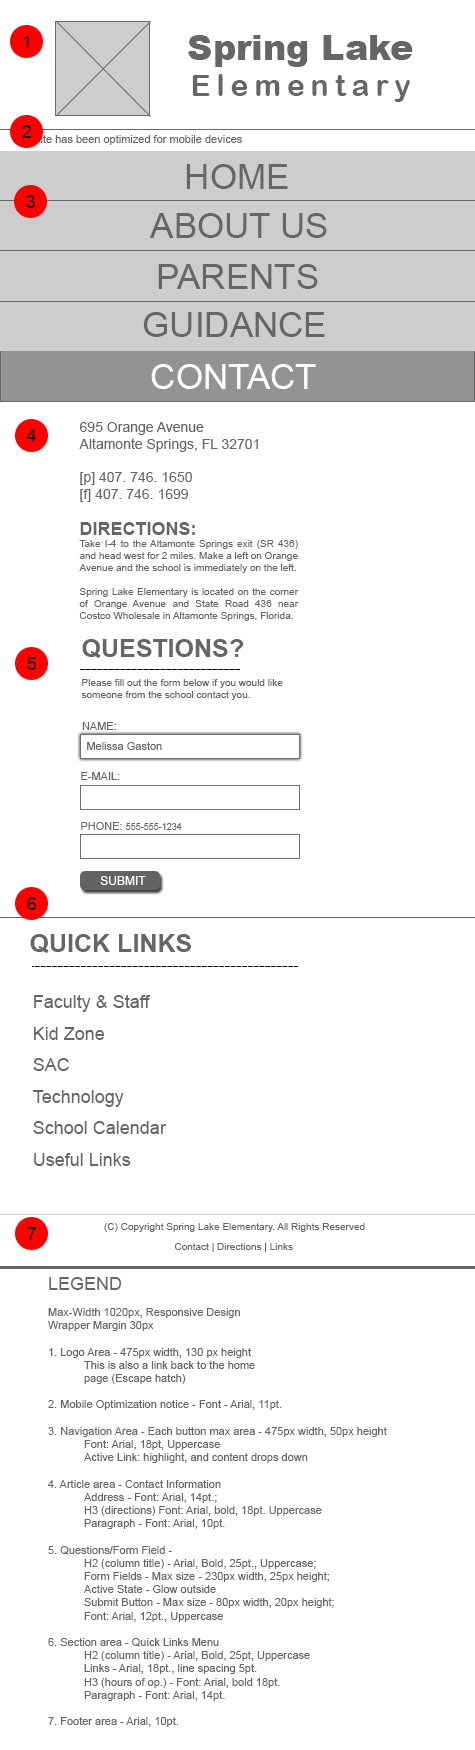 1
Spring Lake
Elementary
2
ite has been optimized for mobile devices
HOME
3
ABOUT US
PARENTS
GUIDANCE
CONTACT
4
695 Orange Avenue
Altamonte Springs, FL 32701
[p] 407. 746. 1650
[f] 407. 746. 1699
DIRECTIONS:
Take I-4 to the Altamonte Springs exit (SR 436)
and head west for 2 miles. Make a left on Orange
Avenue and the school is immediately on the left.
Spring Lake Elementary is located on the corner
of Orange Avenue and State Road 436 near
Costco Wholesale in Altamonte Springs, Florida.
5
QUESTIONS?
Please fill out the form below if you would like
someone from the school contact you.
NAME:
Melissa Gaston
E-MAIL:
PHONE: 555-555-1234
SUBMIT
6
QUICK LINKS
Faculty & Staff
Kid Zone
SAC
Technology
School Calendar
Useful Links
7
(C) Copyright Spring Lake Elementary. All Rights Reserved
Contact | Directions | Links
LEGEND
Max-Width 1020px, Responsive Design
Wrapper Margin 30px
1. Logo Area - 475px width, 130 px height
This is also a link back to the home
page (Escape hatch)
2. Mobile Optimization notice - Font - Arial, 11pt.
3. Navigation Area - Each button max area - 475px width, 50px height
Font: Arial, 18pt, Uppercase
Active Link: highlight, and content drops down
4. Article area - Contact Information
Address - Font: Arial, 14pt.;
H3 (directions) Font: Arial, bold, 18pt. Uppercase
Paragraph - Font: Arial, 10pt.
5. Questions/Form Field -
H2 (column title) - Arial, Bold, 25pt., Uppercase;
Form Fields - Max size - 230px width, 25px height;
Active State - Glow outside
Submit Button - Max size - 80px width, 20px height;
Font: Arial, 12pt., Uppercase
6. Section area - Quick Links Menu
H2 (column title) - Arial, Bold, 25pt, Uppercase
Links - Arial, 18pt., line spacing 5pt.
H3 (hours of op.) - Font: Arial, bold 18pt.
Paragraph - Font: Arial, 14pt.
7. Footer area - Arial, 10pt.